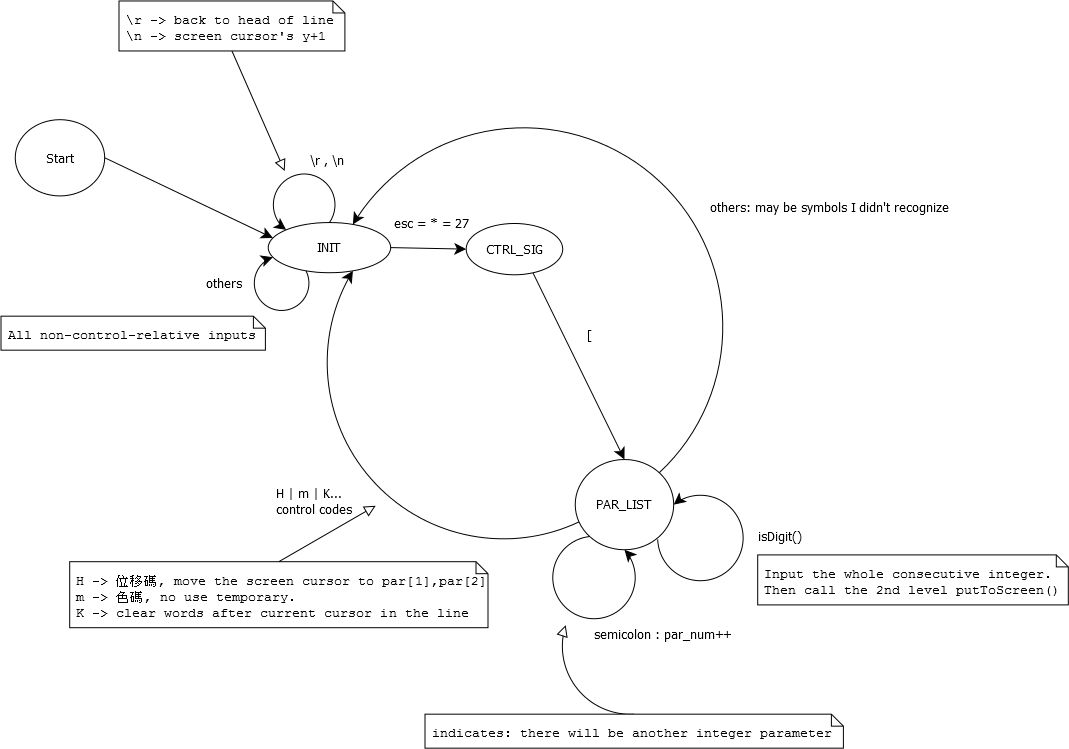 \r -> back to head of line
\n -> screen cursor's y+1
Start
\r , \n
others: may be symbols I didn't recognize
esc = * = 27
INIT
CTRL_SIG
others
All non-control-relative inputs
[
H | m | K...
control codes
PAR_LIST
isDigit()
Input the whole consecutive integer.
Then call the 2nd level putToScreen()
H -> 位移碼, move the screen cursor to par[1],par[2]
m -> 色碼, no use temporary.
K -> clear words after current cursor in the line
semicolon : par_num++
indicates: there will be another integer parameter